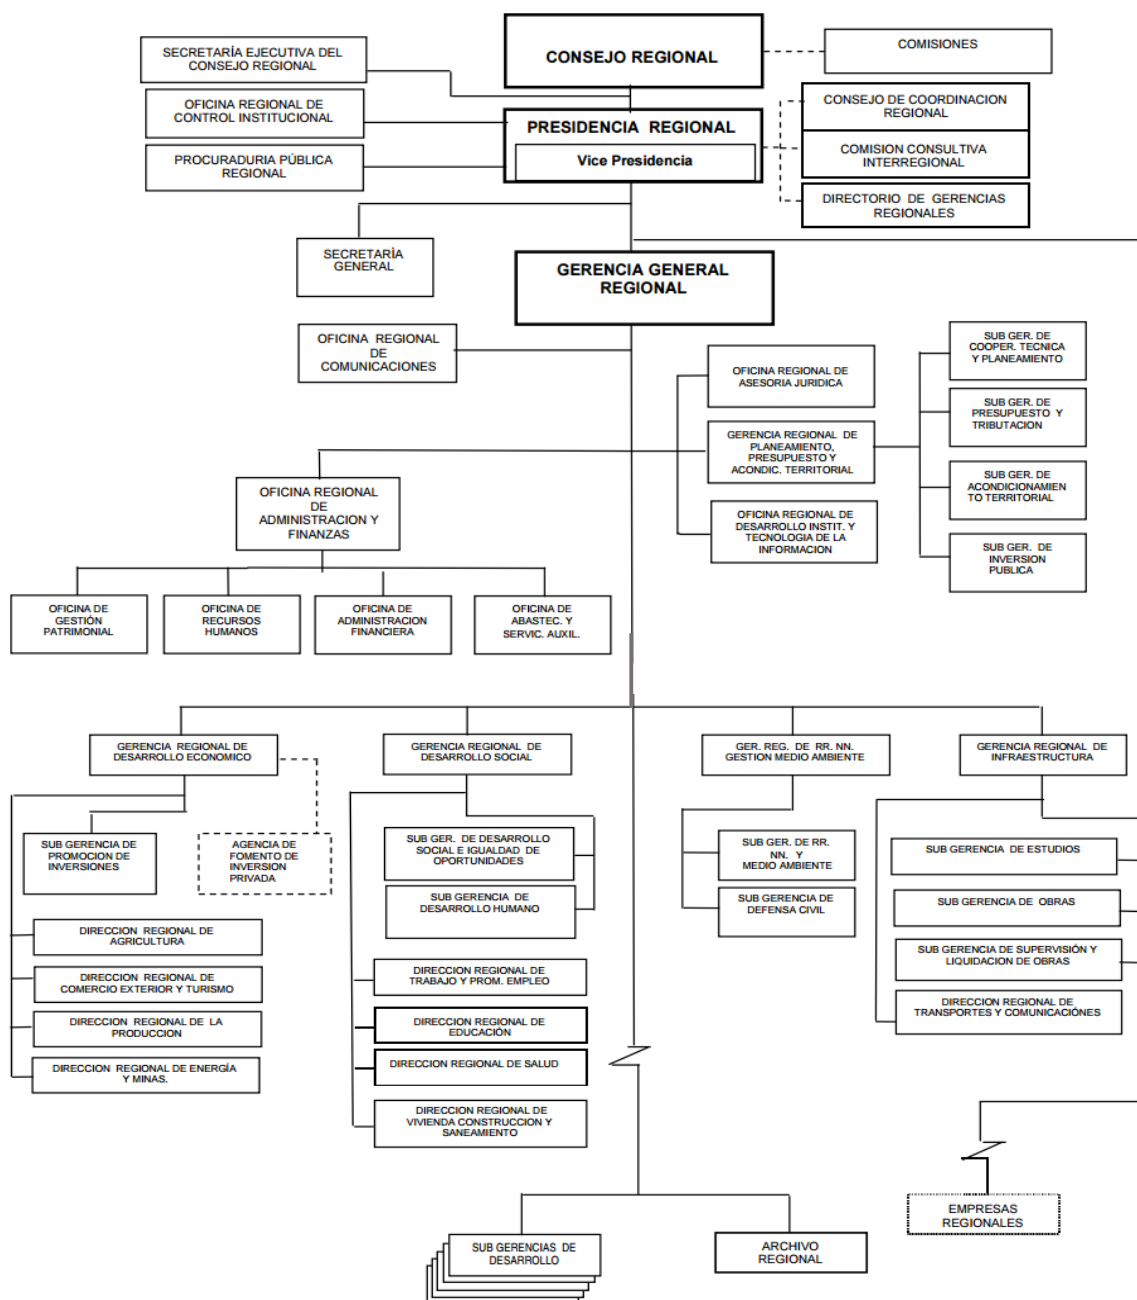 SECRETARÍA EJECUTIVA DEL
CONSEJO REGIONAL
CONSEJO REGIONAL
COMISIONES
OFICINA REGIONAL DE
CONTROL INSTITUCIONAL
PRESIDENCIA REGIONAL
Vice Presidencia
CONSEJO DE COORDINACION
REGIONAL
PROCURADURIA PÚBLICA
REGIONAL
COMISION CONSULTIVA
INTERREGIONAL
DIRECTORIO DE GERENCIAS
REGIONALES
SECRETARÌA
GENERAL
GERENCIA GENERAL
REGIONAL
OFICINA REGIONAL
DE
COMUNICACIONES
OFICINA REGIONAL DE
ASESORIA JURIDICA
SUB GER. DE
COOPER. TECNICA
Y PLANEAMIENTO
GERENCIA REGIONAL DE
PLANEAMIENTO,
PRESUPUESTO Y
ACONDIC. TERRITORIAL
SUB GER. DE
PRESUPUESTO Y
TRIBUTACION
OFICINA REGIONAL
DE
ADMINISTRACION Y
FINANZAS
SUB GER. DE
ACONDICIONAMIEN
TO TERRITORIAL
OFICINA REGIONAL DE
DESARROLLO INSTIT. Y
TECNOLOGIA DE LA
INFORMACION
SUB GER. DE
INVERSION
PUBLICA
OFICINA DE
GESTIÓN
PATRIMONIAL
OFICINA DE
RECURSOS
HUMANOS
OFICINA DE
ADMINISTRACION
FINANCIERA
OFICINA DE
ABASTEC. Y
SERVIC. AUXIL.
GERENCIA REGIONAL DE
DESARROLLO ECONOMICO
GERENCIA REGIONAL DE
DESARROLLO SOCIAL
GER. REG. DE RR. NN.
GESTION MEDIO AMBIENTE
GERENCIA REGIONAL DE
INFRAESTRUCTURA
SUB GERENCIA DE
PROMOCION DE
INVERSIONES
AGENCIA DE
FOMENTO DE
INVERSION
PRIVADA
SUB GER. DE DESARROLLO
SOCIAL E IGUALDAD DE
OPORTUNIDADES
SUB GER. DE RR.
NN. Y
MEDIO AMBIENTE
SUB GERENCIA DE ESTUDIOS
SUB GERENCIA DE
DESARROLLO HUMANO
SUB GERENCIA DE
DEFENSA CIVIL
SUB GERENCIA DE OBRAS
DIRECCION REGIONAL DE
AGRICULTURA
SUB GERENCIA DE SUPERVISIÓN Y
LIQUIDACION DE OBRAS
DIRECCION REGIONAL DE
COMERCIO EXTERIOR Y TURISMO
DIRECCION REGIONAL DE
TRABAJO Y PROM. EMPLEO
DIRECCION REGIONAL DE
TRANSPORTES Y COMUNICACIÓNES
DIRECCION REGIONAL DE LA
PRODUCCION
DIRECCION REGIONAL DE
EDUCACIÓN
DIRECCION REGIONAL DE ENERGÍA
Y MINAS.
DIRECCION REGIONAL DE SALUD
DIRECCION REGIONAL DE
VIVIENDA CONSTRUCCION Y
SANEAMIENTO
EMPRESAS
REGIONALES
SUB GERENCIAS DE
DESARROLLO
ARCHIVO
REGIONAL